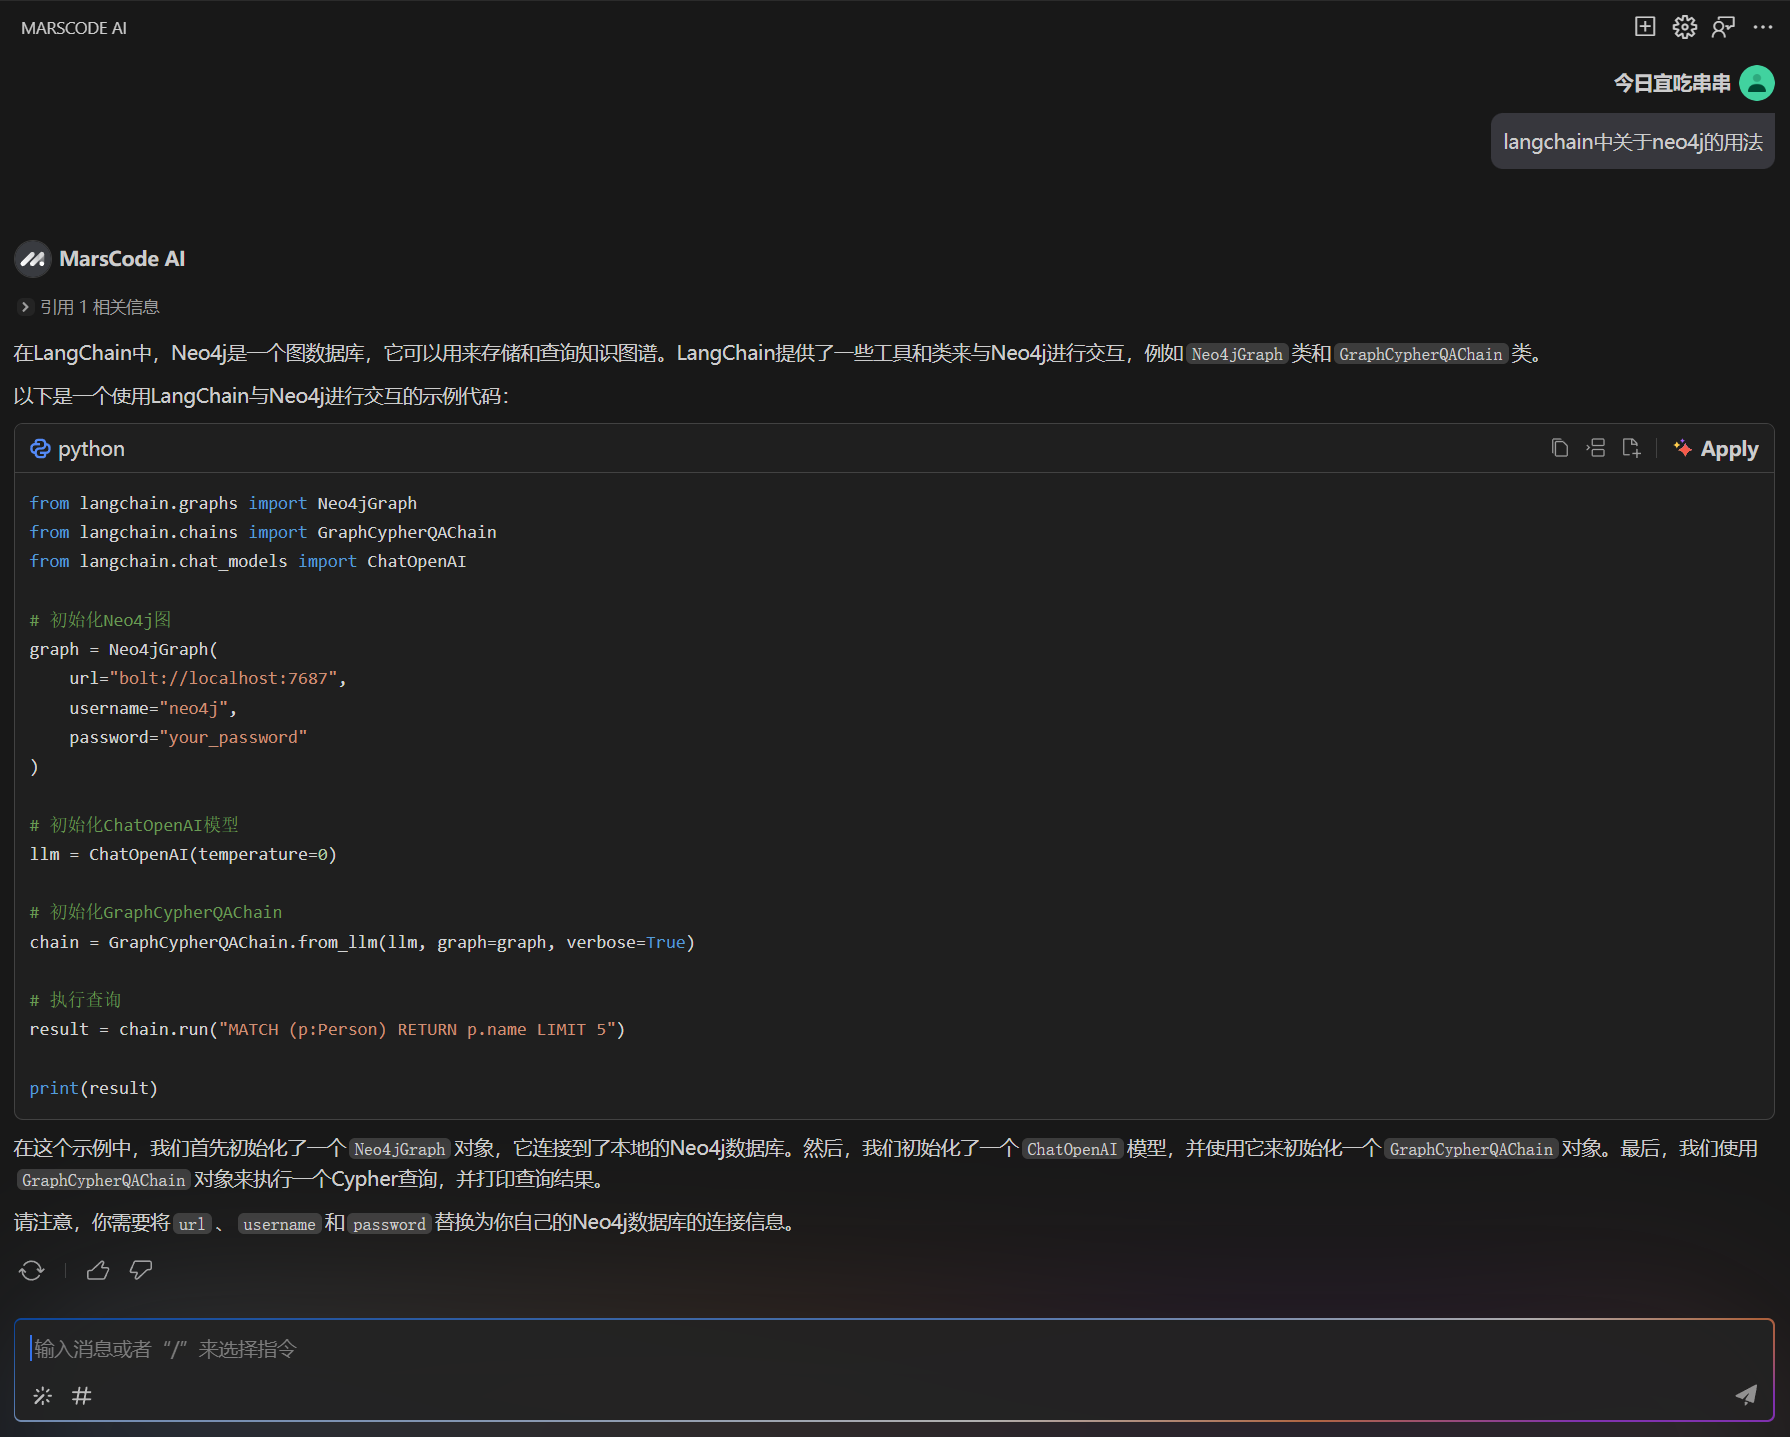 MARSCODE AI
今日宜吃串串
langchain中关于neo4j的用法
MarsCode AI
引用 1 相关信息
在LangChain中，Neo4j是一个图数据库，它可以用来存储和查询知识图谱。LangChain提供了一些工具和类来与Neo4j进行交互，例如 Neo4jGraph 类和 GraphCypherQAChain 类。
以下是一个使用LangChain与Neo4j进行交互的示例代码：
python
Apply
from langchain.graphs import Neo4jGraph
from langchain.chains import GraphCypherQAChain
from langchain.chat_models import ChatOpenAI
# 初始化Neo4j图
graph = Neo4jGraph(
    url="bolt://localhost:7687",
    username="neo4j",
    password="your_password"
)
# 初始化ChatOpenAI模型
llm = ChatOpenAI(temperature=0)
# 初始化GraphCypherQAChain
chain = GraphCypherQAChain.from_llm(llm, graph=graph, verbose=True)
# 执行查询
result = chain.run("MATCH (p:Person) RETURN p.name LIMIT 5")
print(result)
在这个示例中，我们首先初始化了一个 Neo4jGraph 对象，它连接到了本地的Neo4j数据库。然后，我们初始化了一个 ChatOpenAI 模型，并使用它来初始化一个 GraphCypherQAChain 对象。最后，我们使用
GraphCypherQAChain 对象来执行一个Cypher查询，并打印查询结果。
请注意，你需要将 url 、 username 和 password 替换为你自己的Neo4j数据库的连接信息。
输入消息或者 “/” 来选择指令